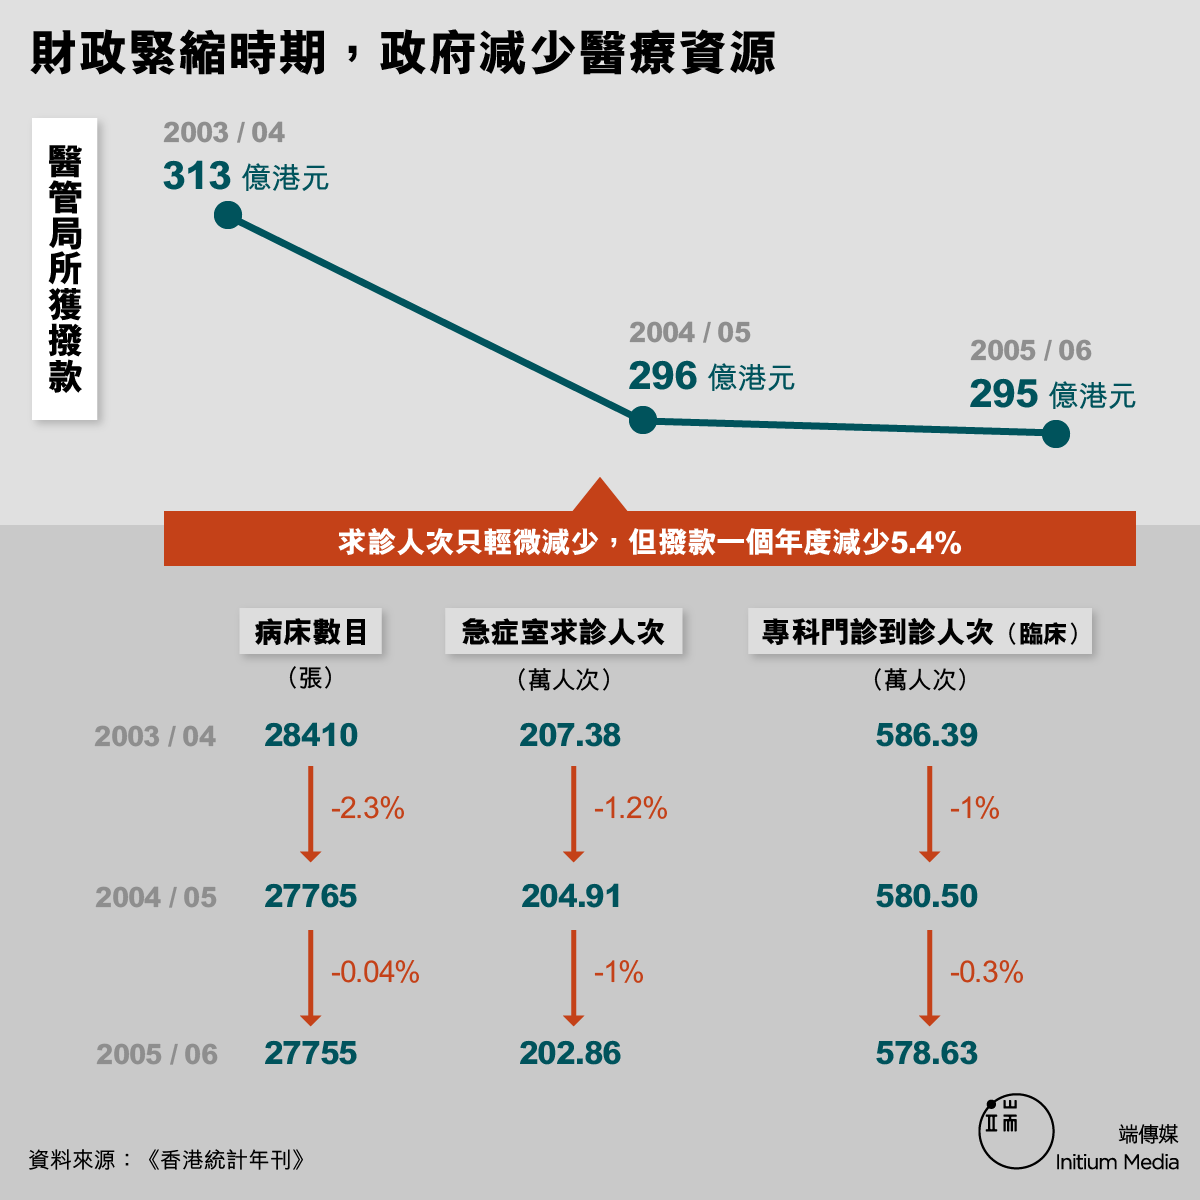 財政緊縮時期，政府減少醫療資源
醫管局所獲撥款
2003 / 04
313 億港元
2004 / 05
296 億港元
2005 / 06
295 億港元
求診人次只輕微減少，但撥款一個年度減少5.4%
病床數目 急症室求診人次 專科門診到診人次（臨床）
（張） （萬人次） （萬人次）
2003 / 04 28410 207.38 586.39
-2.3% -1.2% -1%
2004 / 05 27765 204.91 580.50
-0.04% -1% -0.3%
2005 / 06 27755 202.86 578.63
端
端傳媒
Initium Media
資料來源：《香港統計年刊》